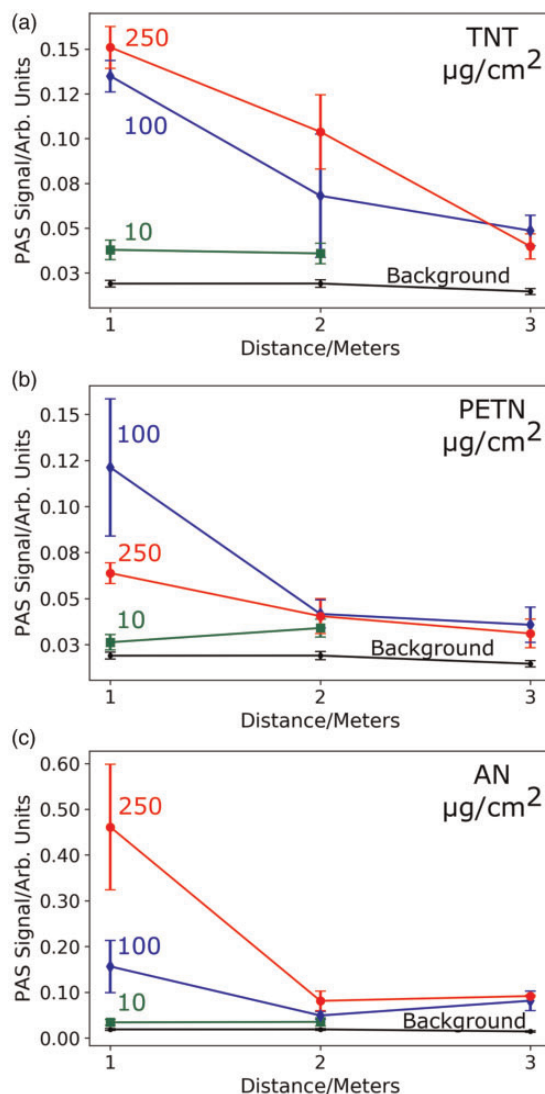 (a)
PAS Signal/Arb. Units
0.15
0.12
0.10
0.08
0.05
0.03
250
100
10
Background
TNT
µg/cm²
1 2 3
Distance/Meters
(b)
PAS Signal/Arb. Units
0.15
0.12
0.10
0.08
0.05
0.03
100
250
10
Background
PETN
µg/cm²
1 2 3
Distance/Meters
(c)
PAS Signal/Arb. Units
0.60
0.50
0.40
0.30
0.20
0.10
0.00
250
100
10
Background
AN
µg/cm²
1 2 3
Distance/Meters